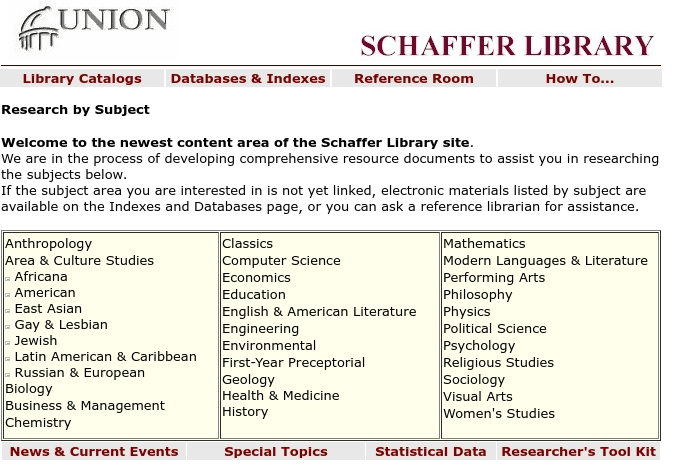 UNION
SCHAFFER LIBRARY
Library Catalogs
Databases & Indexes
Reference Room
How To...
Research by Subject
Welcome to the newest content area of the Schaffer Library site.
We are in the process of developing comprehensive resource documents to assist you in researching
the subjects below.
If the subject area you are interested in is not yet linked, electronic materials listed by subject are
available on the Indexes and Databases page, or you can ask a reference librarian for assistance.
Anthropology
Area & Culture Studies
Africana
American
East Asian
Gay & Lesbian
Jewish
Latin American & Caribbean
Russian & European
Biology
Business & Management
Chemistry
Classics
Computer Science
Economics
Education
English & American Literature
Engineering
Environmental
First-Year Preceptorial
Geology
Health & Medicine
History
Mathematics
Modern Languages & Literature
Performing Arts
Philosophy
Physics
Political Science
Psychology
Religious Studies
Sociology
Visual Arts
Women's Studies
News & Current Events
Special Topics
Statistical Data
Researcher's Tool Kit